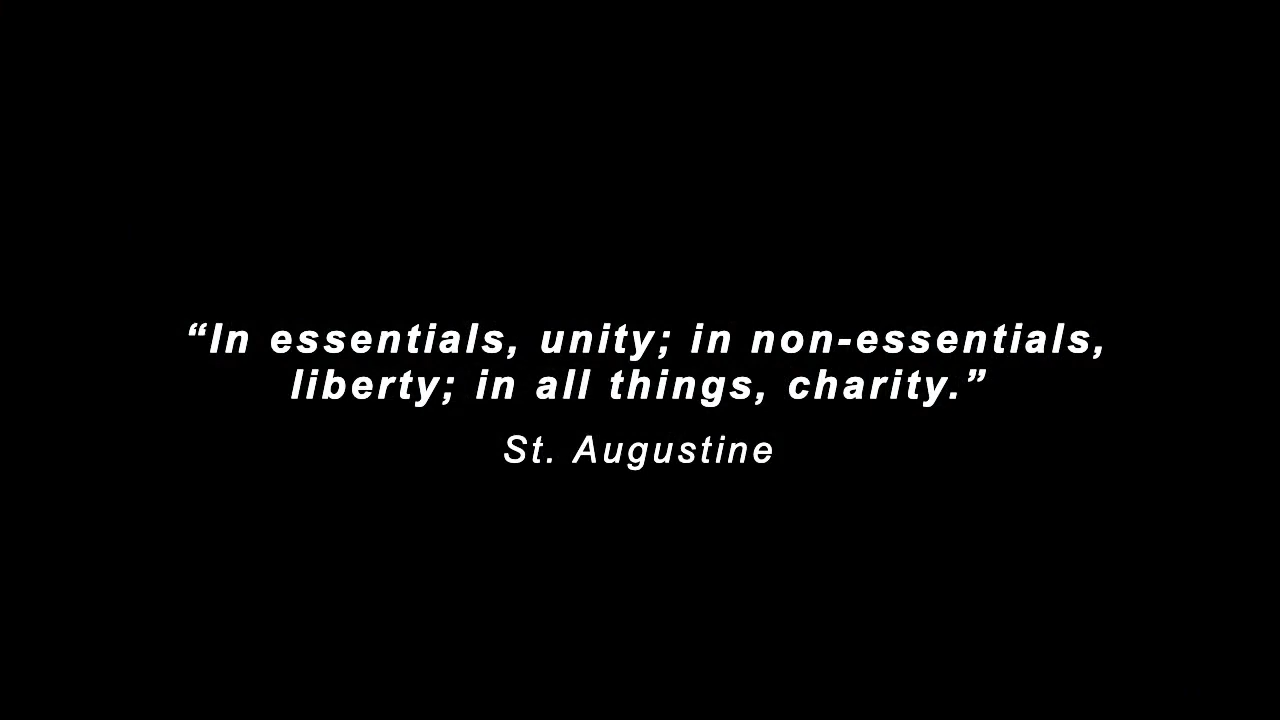 “In essentials, unity; in non-essentials,
liberty; in all things, charity.”
St. Augustine